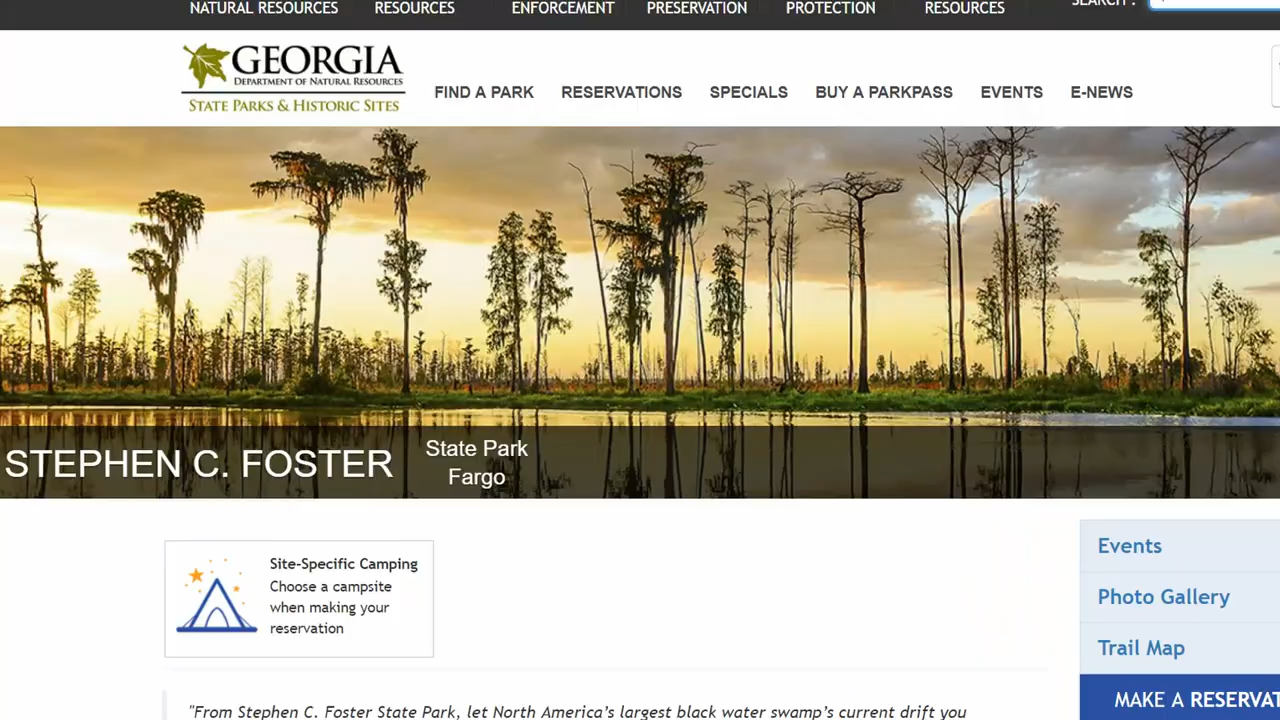 NATURAL RESOURCES RESOURCES ENFORCEMENT PRESERVATION PROTECTION RESOURCES SEARCH :
GEORGIA
DEPARTMENT OF NATURAL RESOURCES
STATE PARKS & HISTORIC SITES
FIND A PARK RESERVATIONS SPECIALS BUY A PARKPASS EVENTS E-NEWS
STEPHEN C. FOSTER
State Park
Fargo
Site-Specific Camping
Choose a campsite
when making your
reservation
Events
Photo Gallery
Trail Map
MAKE A RESERVAT
"From Stephen C. Foster State Park, let North America's largest black water swamp's current drift you